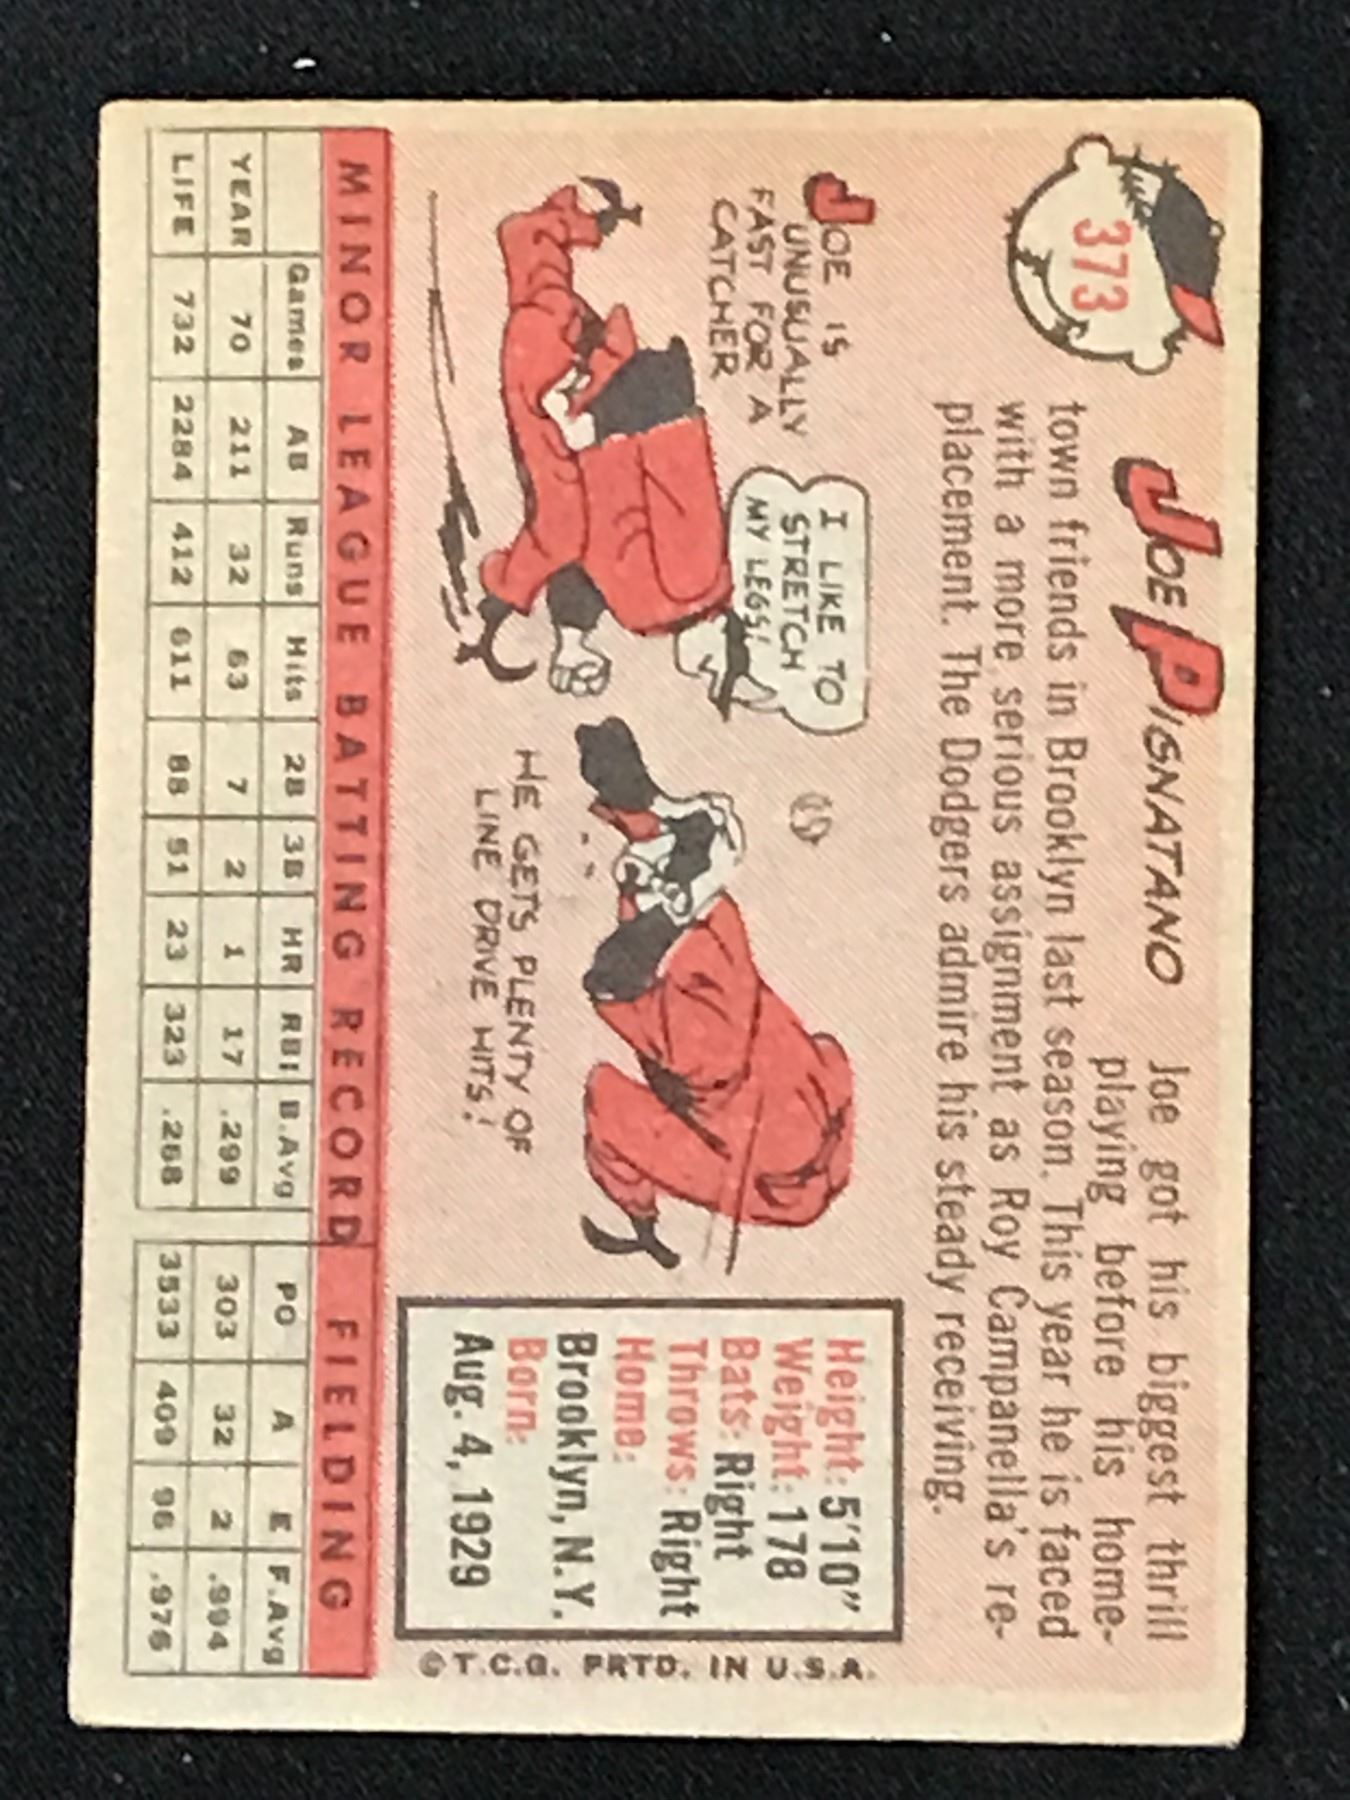 373
JOE PIGNATANO
Joe got his biggest thrill
playing before his home-
town friends in Brooklyn last season. This year he is faced
with a more serious assignment as Roy Campanella's re-
placement. The Dodgers admire his steady receiving.
JOE IS
UNUSUALLY
FAST FOR A
CATCHER
I LIKE TO
STRETCH
MY LEGS!
HE GETS PLENTY OF
LINE DRIVE HITS!
Height: 5'10"
Weight: 178
Bats: Right
Throws: Right
Home:
Brooklyn, N.Y.
Born:
Aug. 4, 1929
©T.C.G. PRTD. IN U.S.A.
MINOR LEAGUE BATTING RECORD FIELDING
Games AB Runs Hits 2B 3B HR RBI B.Avg PO A E F.Avg
YEAR 70 211 32 63 7 2 1 17 .299 303 32 2 .994
LIFE 732 2284 412 611 88 51 23 323 .268 3533 409 96 .976